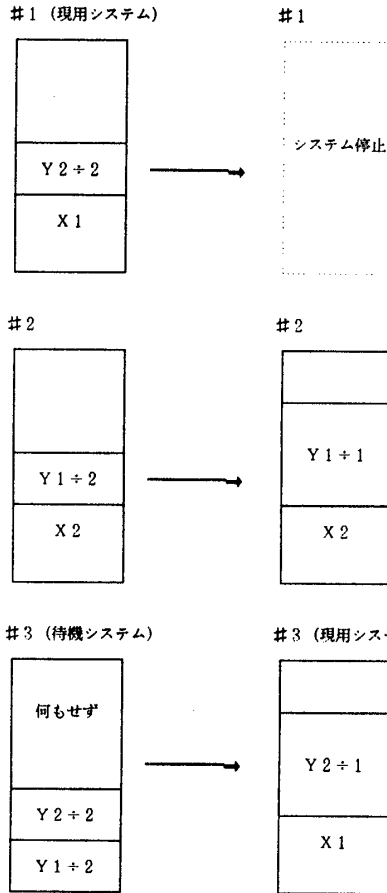 #1 (現用システム)
Y2÷2
X1
#1
システム停止
#2
Y1÷2
X2
#2
Y1÷1
X2
#3 (待機システム)
何もせず
Y2÷2
Y1÷2
#3 (現用シス
Y2÷1
X1